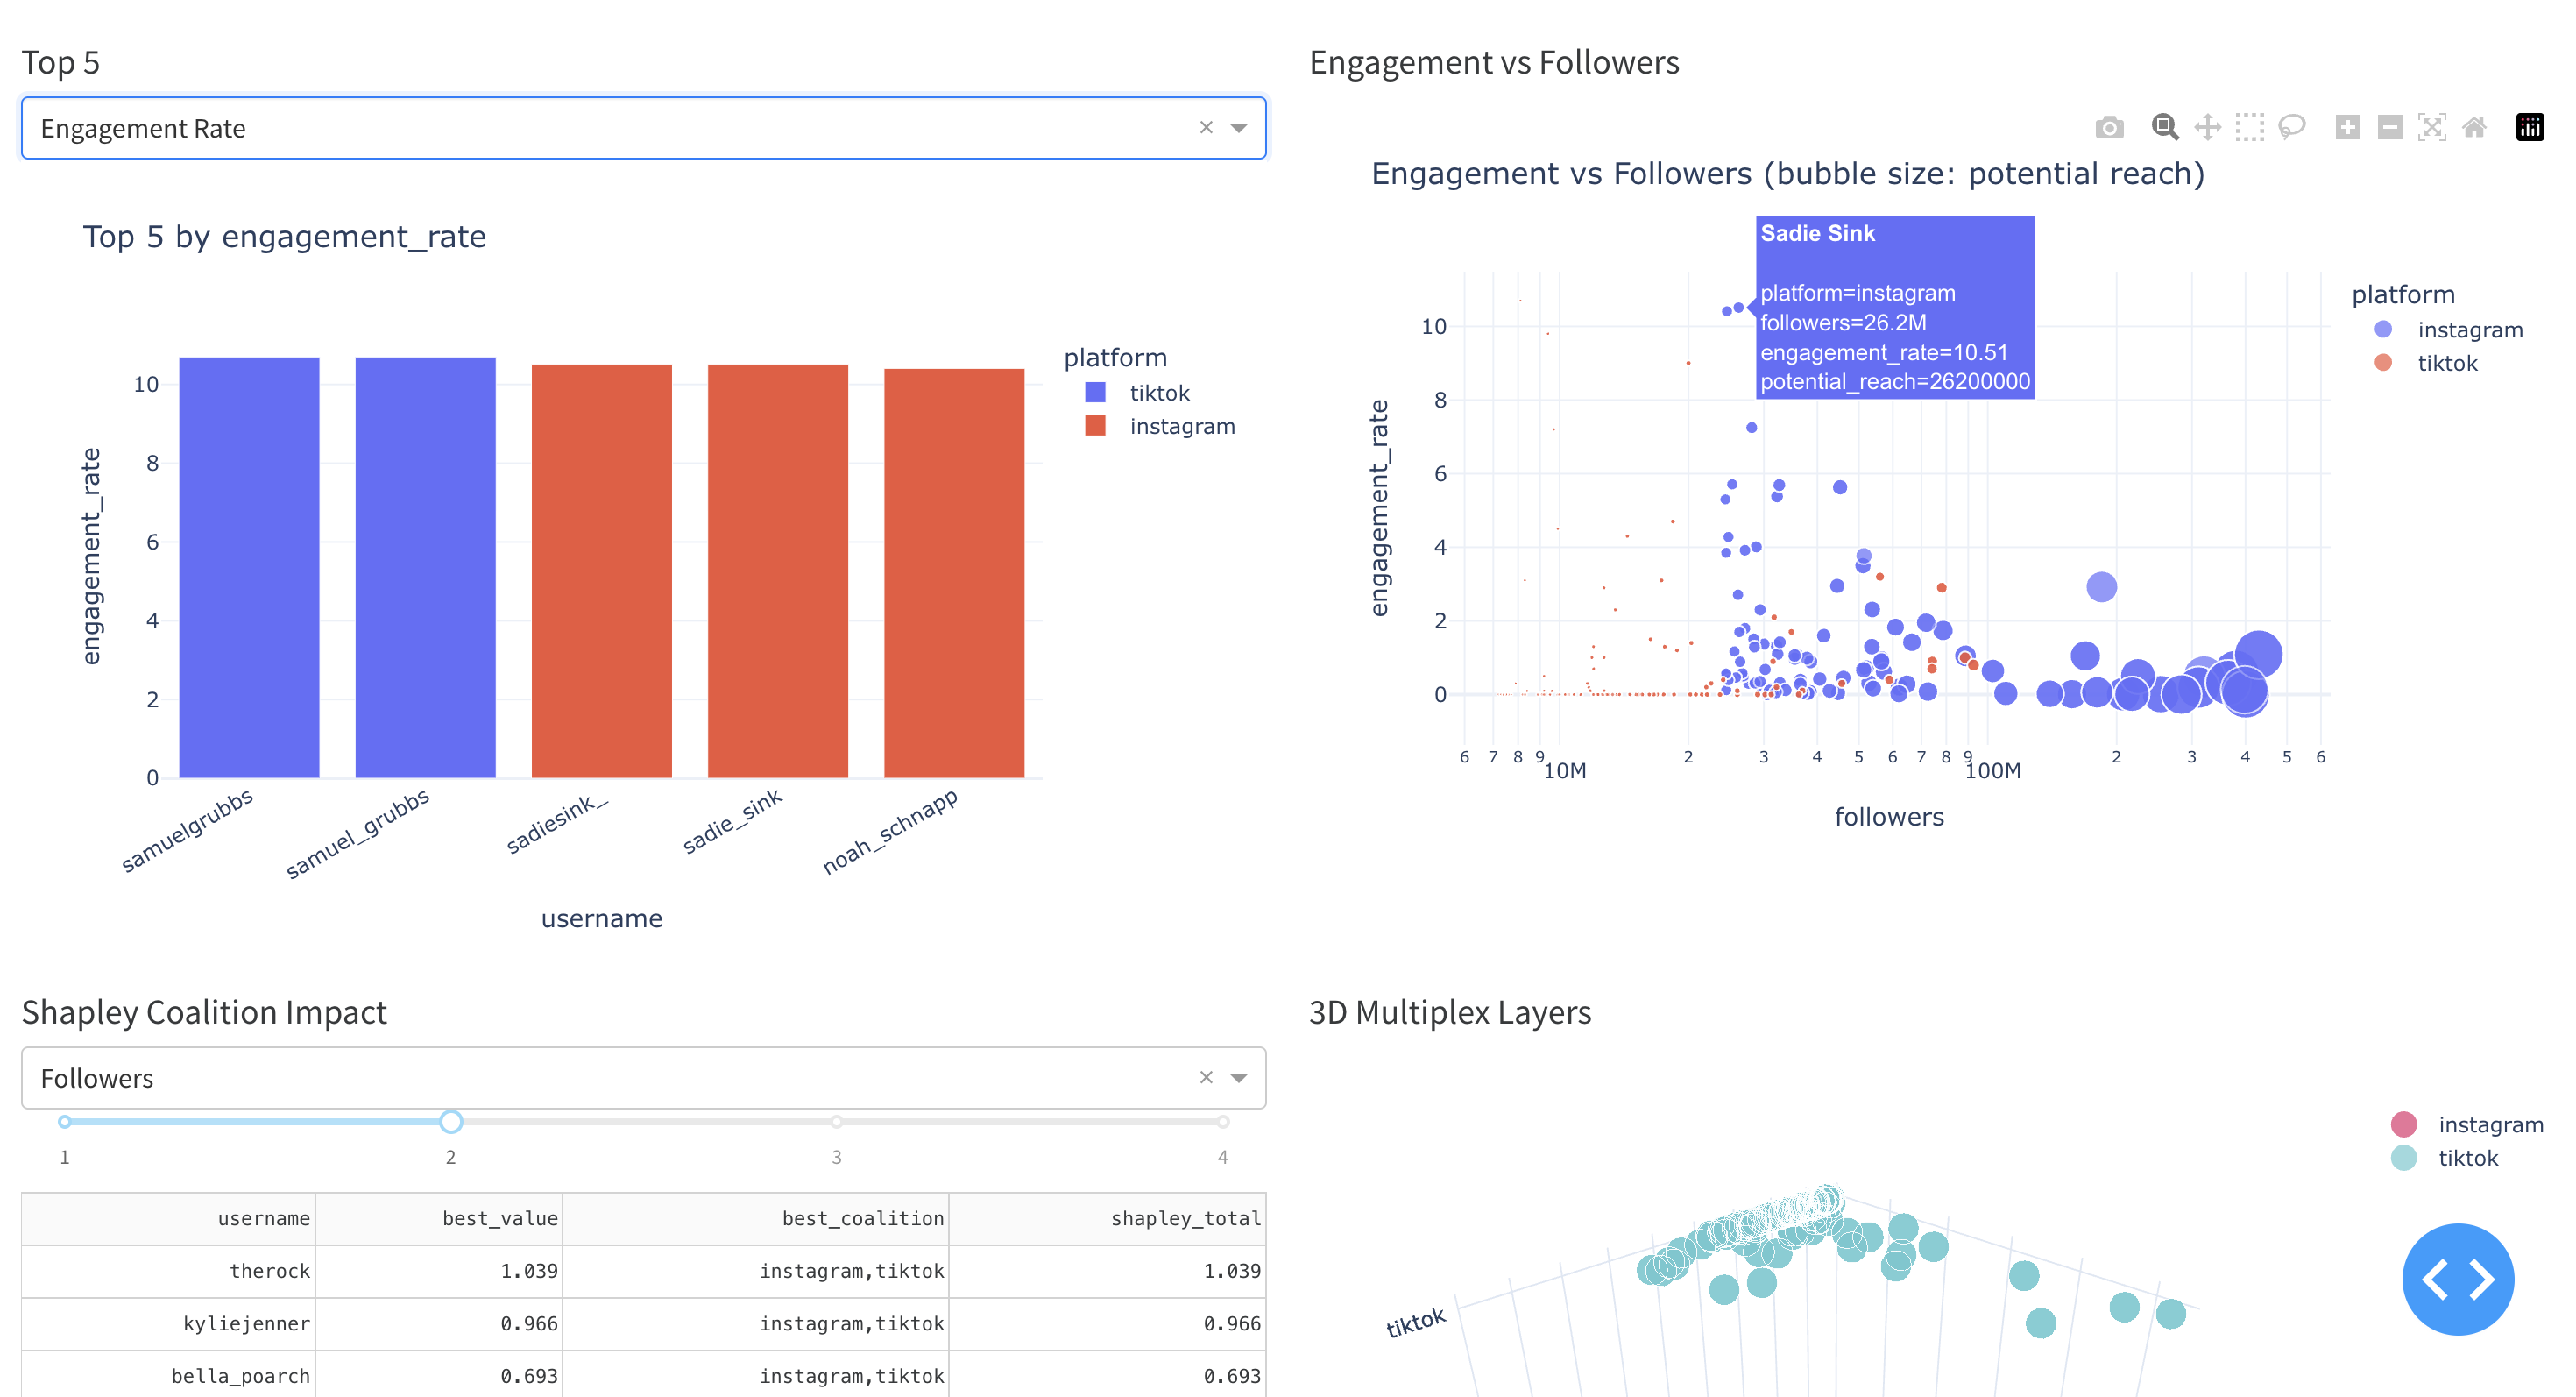 Top 5
Engagement Rate
Top 5 by engagement_rate
engagement_rate
10
8
6
4
2
0
samuelgrubbs
samuel_grubbs
sadiesink_
sadie_sink
noah_schnapp
username
platform
tiktok
instagram
Engagement vs Followers
Engagement vs Followers (bubble size: potential reach)
Sadie Sink
platform=instagram
followers=26.2M
engagement_rate=10.51
potential_reach=26200000
engagement_rate
10
8
6
4
2
0
6 7 8 9 10M 2 3 4 5 6 7 8 9 100M 2 3 4 5 6
followers
platform
instagram
tiktok
Shapley Coalition Impact
Followers
1 2 3 4
username best_value best_coalition shapley_total
therock 1.039 instagram,tiktok 1.039
kyliejenner 0.966 instagram,tiktok 0.966
bella_poarch 0.693 instagram,tiktok 0.693
3D Multiplex Layers
instagram
tiktok
tiktok